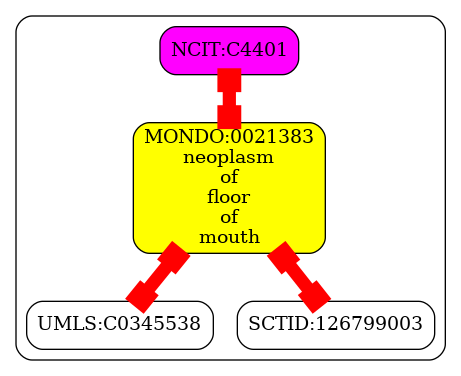 NCIT:C4401
MONDO:0021383
neoplasm
of
floor
of
mouth
UMLS:C0345538
SCTID:126799003